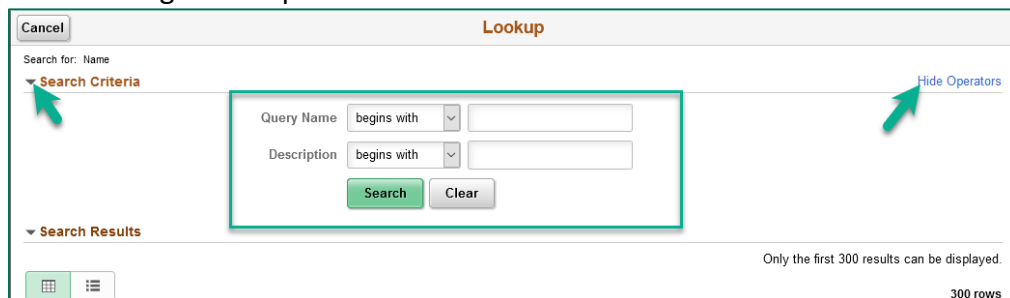 Cancel
Lookup
Search for: Name
Search Criteria
Hide Operators
Query Name begins with
Description begins with
Search Clear
Search Results
Only the first 300 results can be displayed.
300 rows